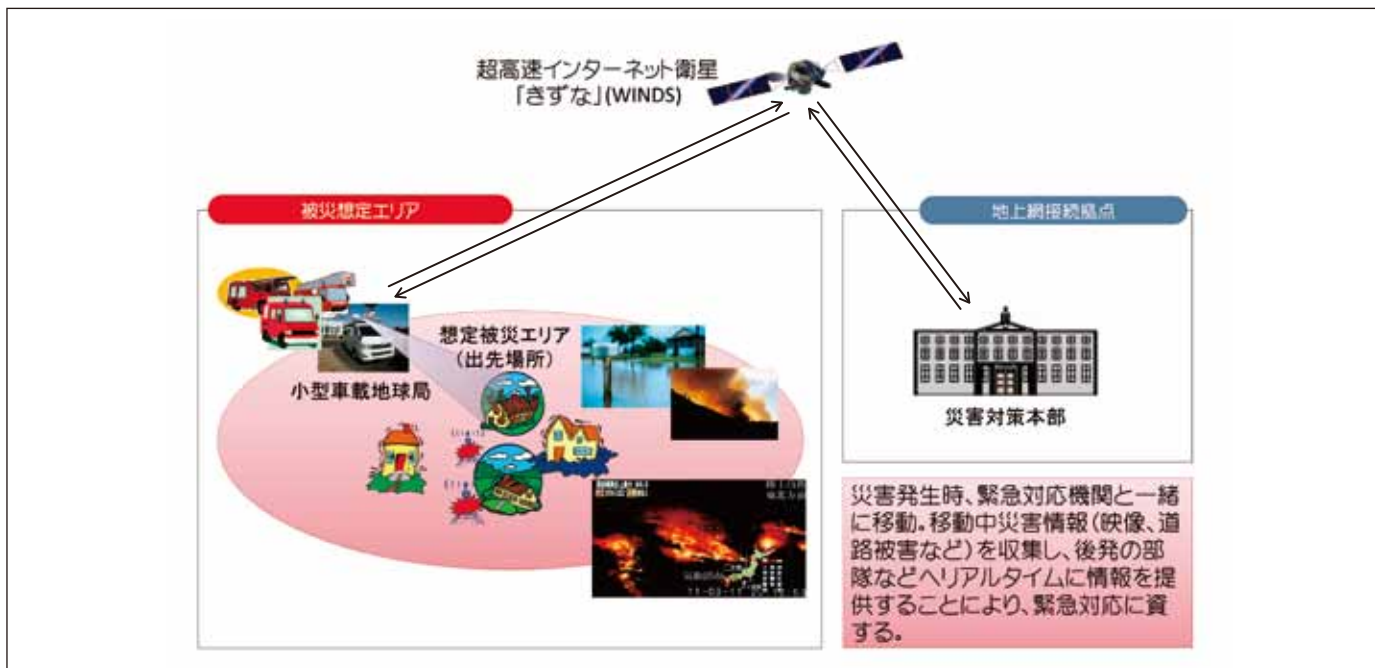 超高速インターネット衛星
「きずな」(WINDS)
被災想定エリア
地上網接続拠点
想定被災エリア
(出先場所)
小型車載地球局
災害対策本部
災害発生時、緊急対応機関と一緒
に移動。移動中災害情報(映像、道
路被害など)を収集し、後発の部
隊などへリアルタイムに情報を提
供することにより、緊急対応に資
する。